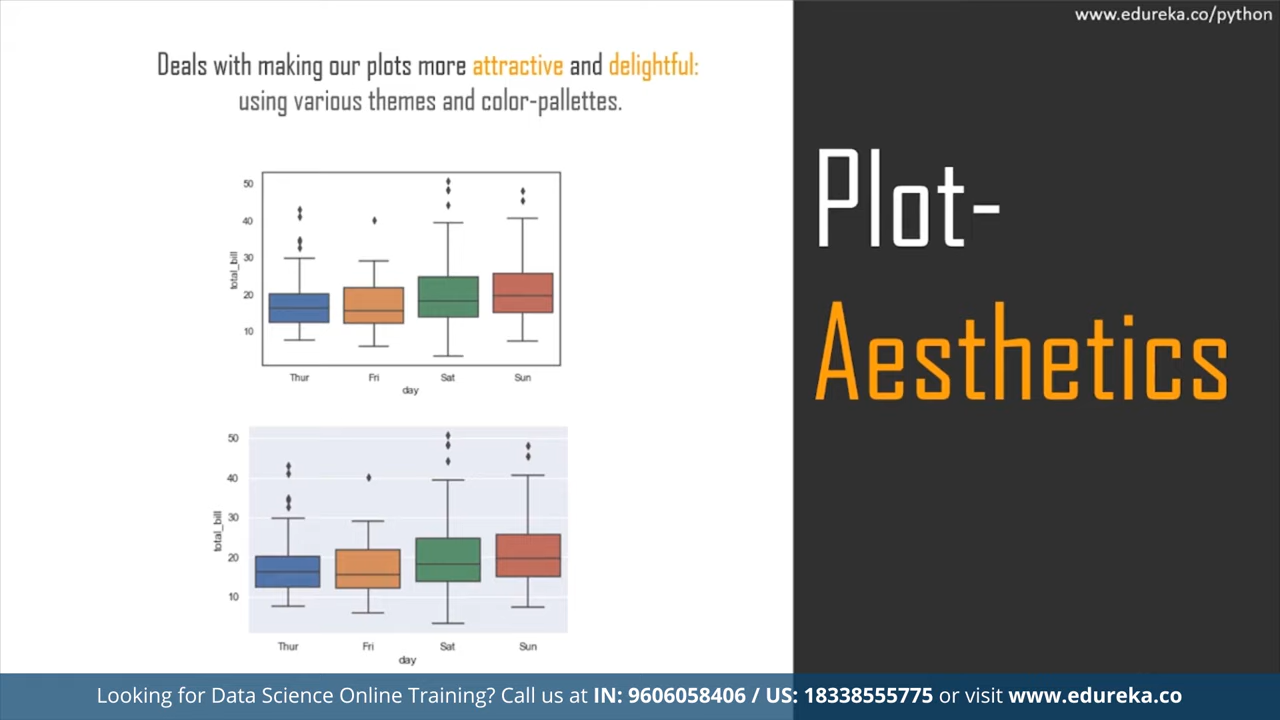 www.edureka.co/python
Deals with making our plots more attractive and delightful:
using various themes and color-pallettes.
Plot-
Aesthetics
50
40
30
20
10
total_bill
Thur Fri Sat Sun
day
50
40
30
20
10
total_bill
Thur Fri Sat Sun
day
Looking for Data Science Online Training? Call us at IN: 9606058406 / US: 18338555775 or visit www.edureka.co